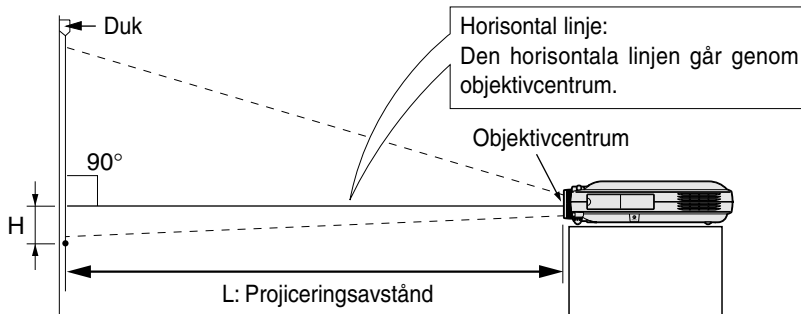 Duk
Horisontal linje:
Den horisontala linjen går genom
objektivcentrum.
Objektivcentrum
90°
H
L: Projiceringsavstånd